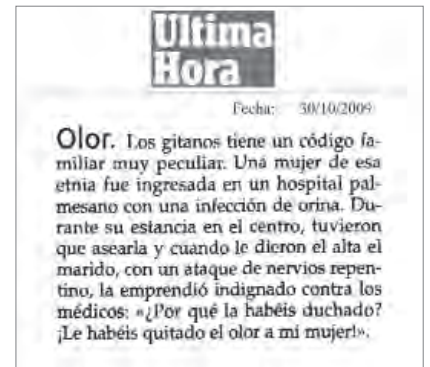 Ultima
Hora
Fecha: 30/10/2009
Olor. Los gitanos tiene un código fa-
miliar muy peculiar. Una mujer de esa
etnia fue ingresada en un hospital pal-
mesano con una infección de orina. Du-
rante su estancia en el centro, tuvieron
que asearla y cuando le dieron el alta el
marido, con un ataque de nervios repen-
tino, la emprendió indignado contra los
médicos: «¿Por qué la habéis duchado?
¡Le habéis quitado el olor a mi mujer!».